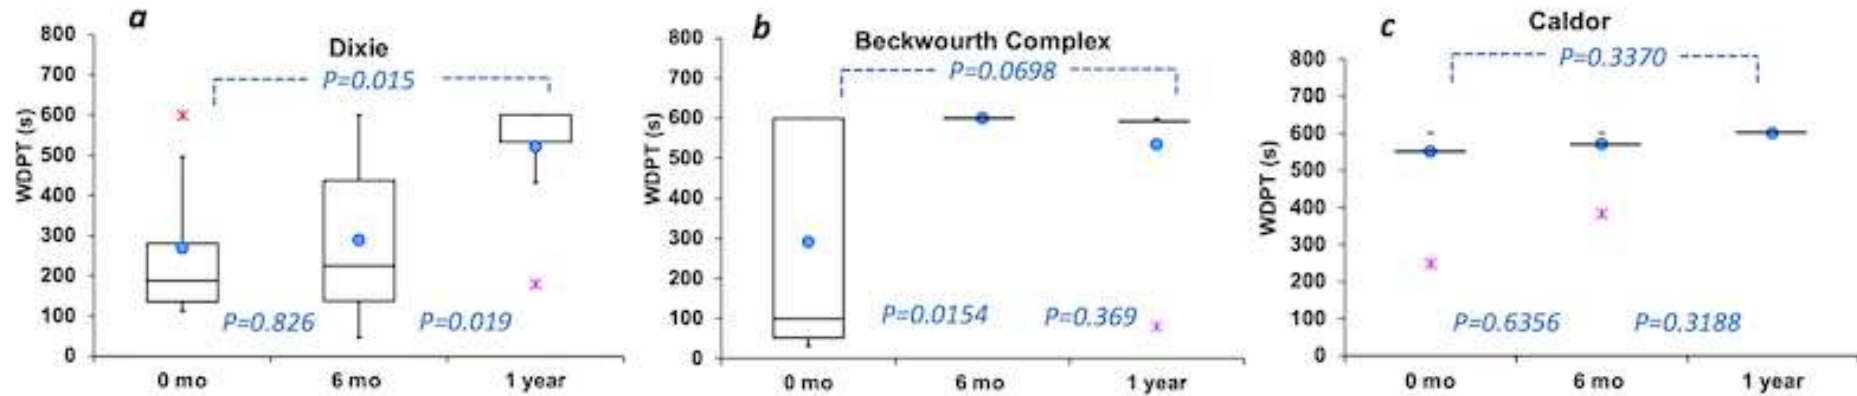 a
Dixie
P=0.015
WDPT (s)
800
700
600
500
400
300
200
100
0
P=0.826
P=0.019
0 mo
6 mo
1 year
b
Beckwourth Complex
P=0.0698
WDPT (s)
800
700
600
500
400
300
200
100
0
P=0.0154
P=0.369
0 mo
6 mo
1 year
c
Caldor
P=0.3370
WDPT (s)
800
700
600
500
400
300
200
100
0
P=0.6356
P=0.3188
0 mo
6 mo
1 year